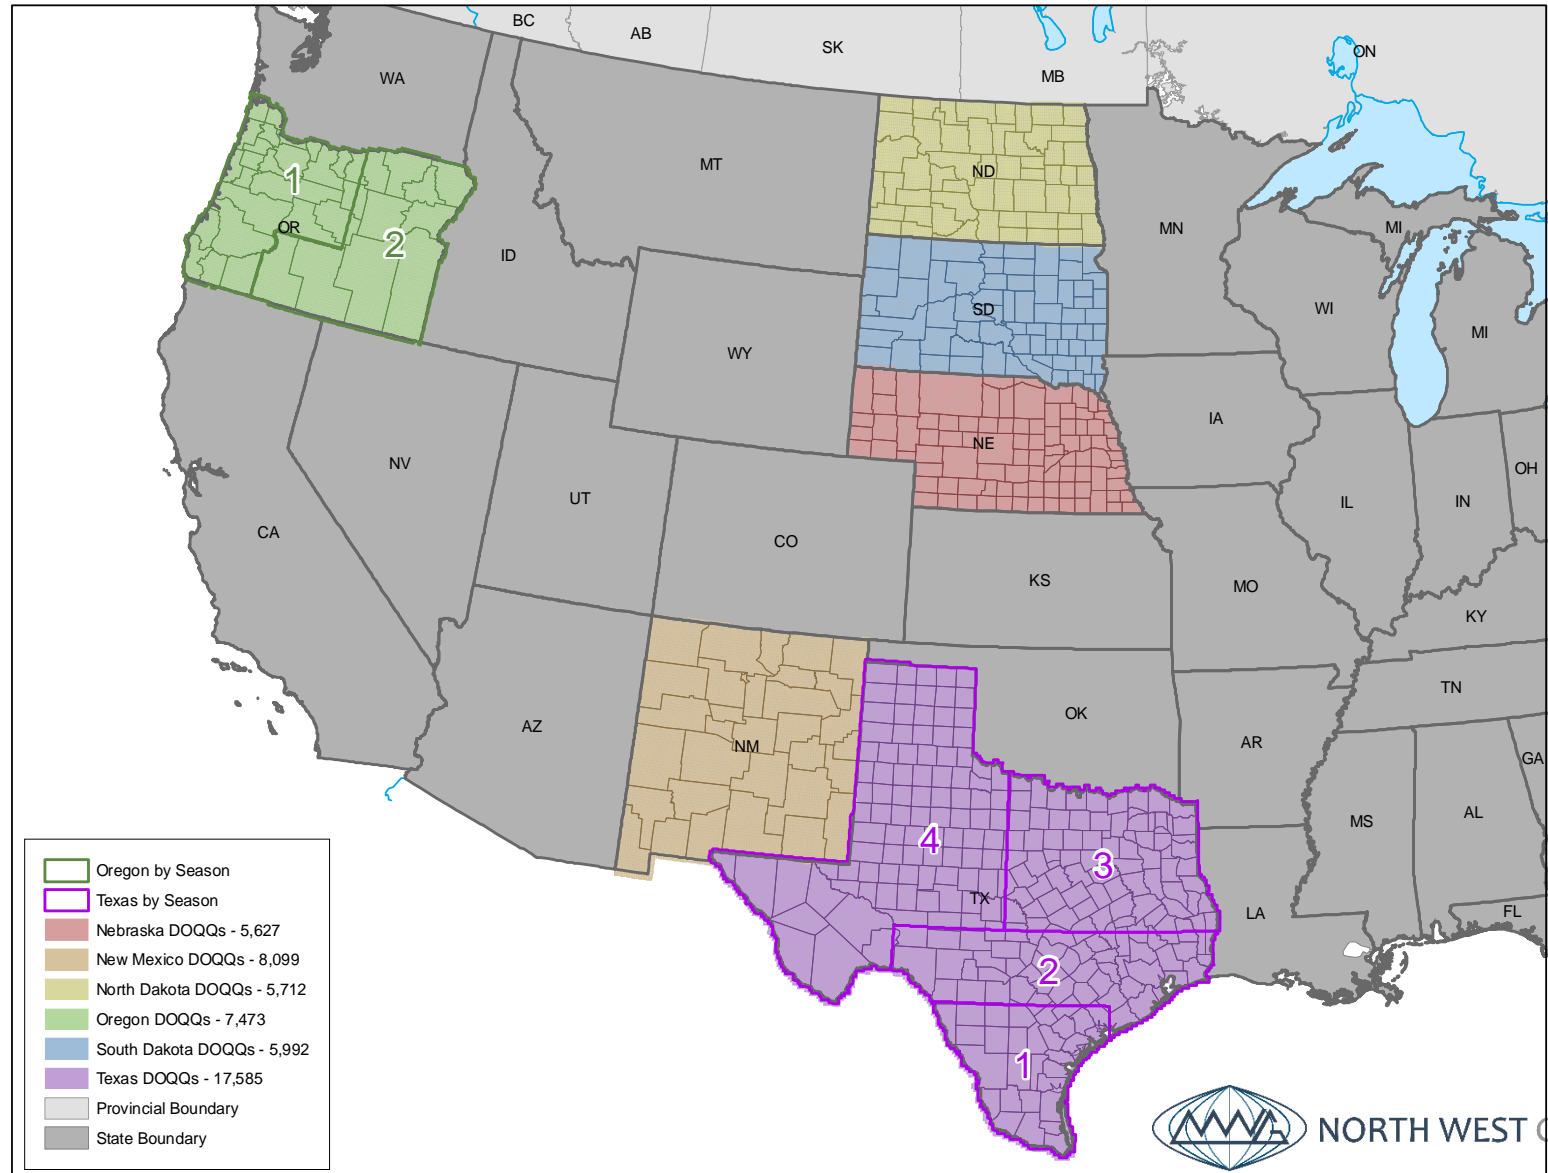 BC
AB
SK
MB
ON
WA
MT
ND
MN
MI
1
OR
2
ID
SD
WI
MI
WY
NE
IA
NV
UT
CO
CA
KS
IL
IN
OH
MO
KY
TN
AZ
NM
OK
AR
GA
MS
AL
4
3
TX
LA
FL
2
1
Oregon by Season
Texas by Season
Nebraska DOQQs - 5,627
New Mexico DOQQs - 8,099
North Dakota DOQQs - 5,712
Oregon DOQQs - 7,473
South Dakota DOQQs - 5,992
Texas DOQQs - 17,585
Provincial Boundary
State Boundary
NORTH WEST